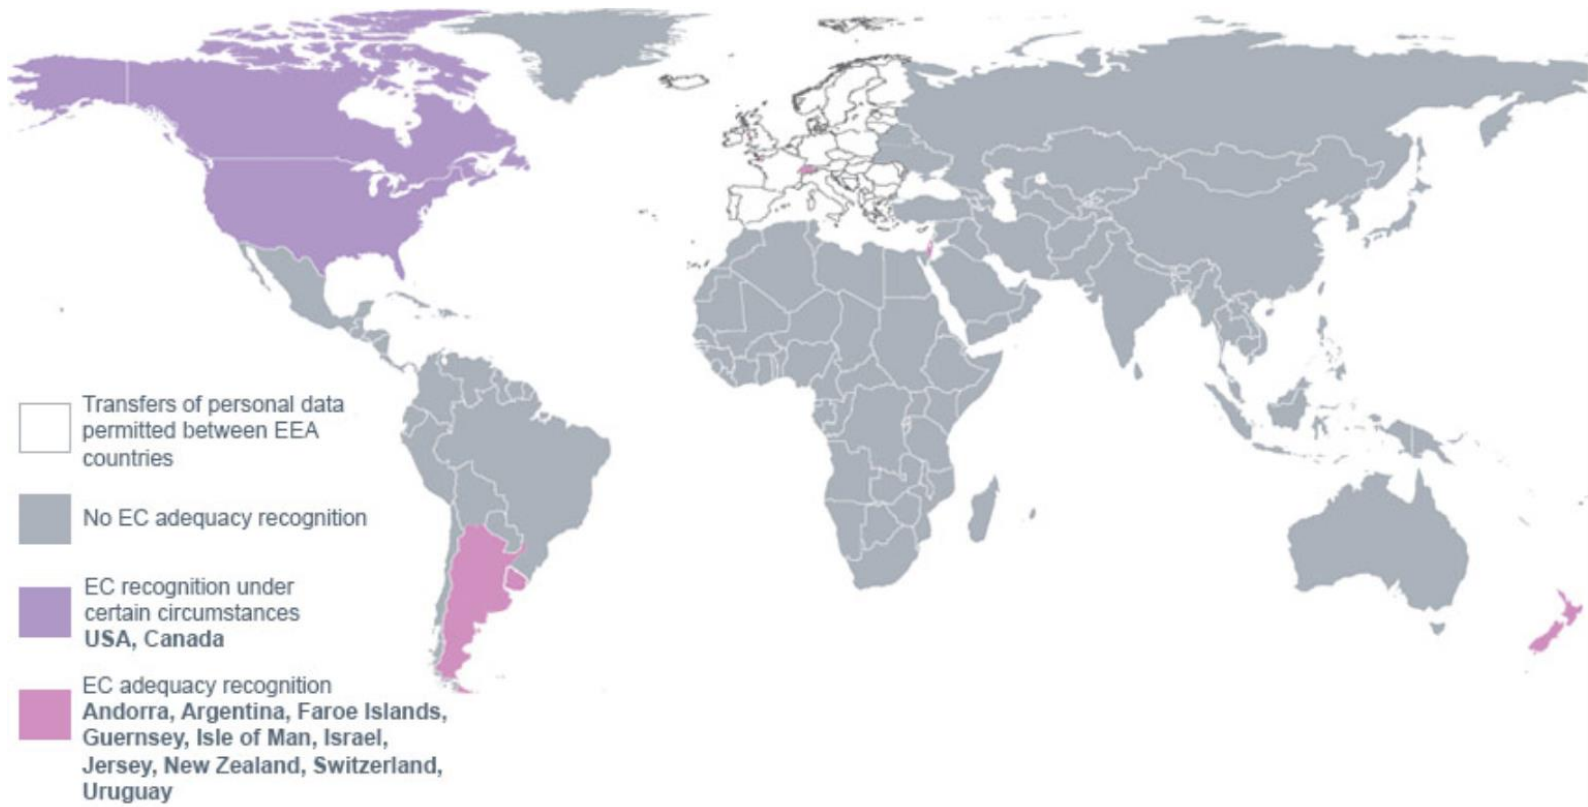 Transfers of personal data
permitted between EEA
countries
No EC adequacy recognition
EC recognition under
certain circumstances
USA, Canada
EC adequacy recognition
Andorra, Argentina, Faroe Islands,
Guernsey, Isle of Man, Israel,
Jersey, New Zealand, Switzerland,
Uruguay